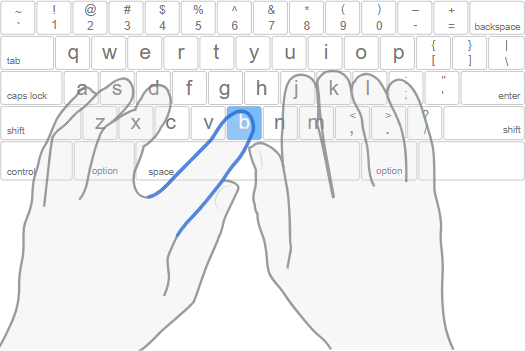 ~ ! @ # $ % ^ & * ( ) – +
` 1 2 3 4 5 6 7 8 9 0 - = backspace
tab q w e r t y u i o p { [ } ] | \
caps lock a s d f g h j k l : ; " ' enter
shift z x c v b n m < , > . ? / shift
control option space option